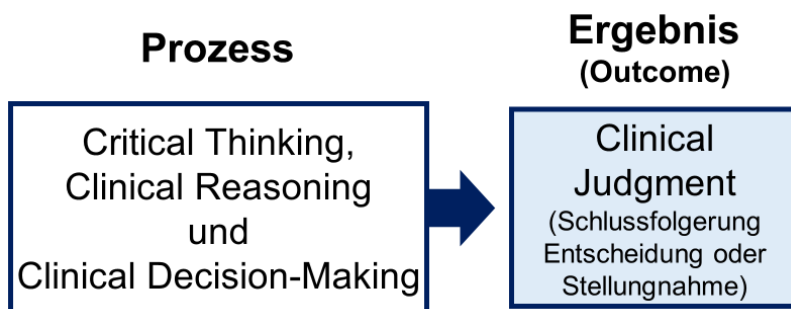 Prozess
Critical Thinking,
Clinical Reasoning
und
Clinical Decision-Making
Ergebnis
(Outcome)
Clinical
Judgment
(Schlussfolgerung
Entscheidung oder
Stellungnahme)